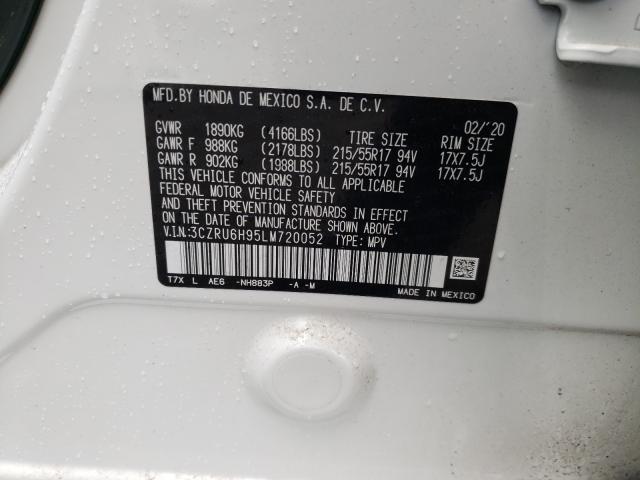 MFD.BY HONDA DE MEXICO S.A. DE C.V.
02/'20
GVWR 1890KG (4166LBS) TIRE SIZE RIM SIZE
GAWR F 988KG (2178LBS) 215/55R17 94V 17X7.5J
GAWR R 902KG (1988LBS) 215/55R17 94V 17X7.5J
THIS VEHICLE CONFORMS TO ALL APPLICABLE
FEDERAL MOTOR VEHICLE SAFETY
AND THEFT PREVENTION STANDARDS IN EFFECT
ON THE DATE OF MANUFACTURE SHOWN ABOVE.
V.I.N:3CZRU6H95LM720052 TYPE: MPV
T7X L AE6 -NH883P -A -M
MADE IN MEXICO